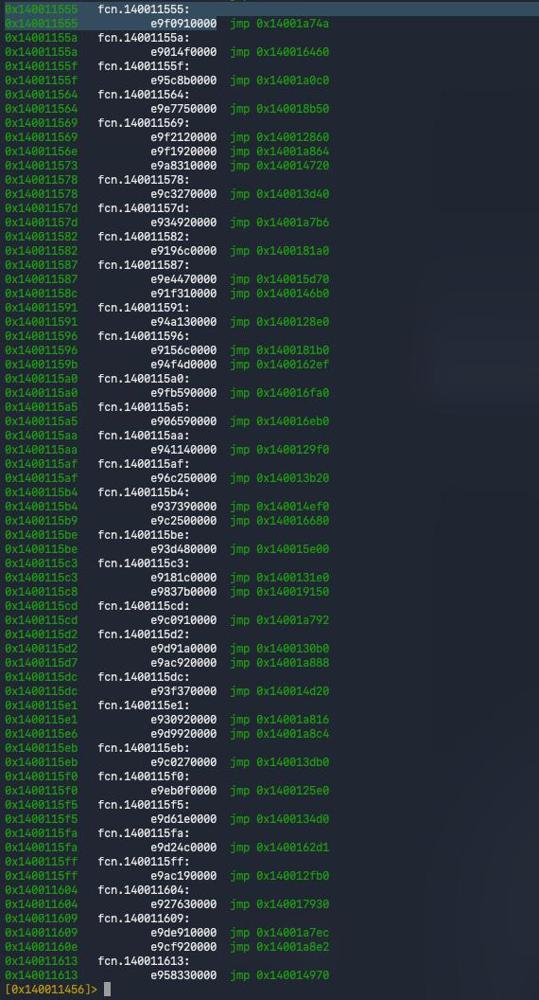 0x140011555 fcn.140011555:
0x140011555 e9f0910000 jmp 0x14001a74a
0x14001155a fcn.14001155a:
0x14001155a e9014f0000 jmp 0x140016460
0x14001155f fcn.14001155f:
0x14001155f e95c8b0000 jmp 0x14001a0c0
0x140011564 fcn.140011564:
0x140011564 e9e7750000 jmp 0x140018b50
0x140011569 fcn.140011569:
0x140011569 e9f2120000 jmp 0x140012860
0x14001156e e9f1920000 jmp 0x14001a864
0x140011573 e9a8310000 jmp 0x140014720
0x140011578 fcn.140011578:
0x140011578 e9c3270000 jmp 0x140013d40
0x14001157d fcn.14001157d:
0x14001157d e934920000 jmp 0x14001a7b6
0x140011582 fcn.140011582:
0x140011582 e9196c0000 jmp 0x1400181a0
0x140011587 fcn.140011587:
0x140011587 e9e4470000 jmp 0x140015d70
0x14001158c e91f310000 jmp 0x1400146b0
0x140011591 fcn.140011591:
0x140011591 e94a130000 jmp 0x1400128e0
0x140011596 fcn.140011596:
0x140011596 e9156c0000 jmp 0x1400181b0
0x14001159b e94f4d0000 jmp 0x1400162ef
0x1400115a0 fcn.1400115a0:
0x1400115a0 e9fb590000 jmp 0x140016fa0
0x1400115a5 fcn.1400115a5:
0x1400115a5 e906590000 jmp 0x140016eb0
0x1400115aa fcn.1400115aa:
0x1400115aa e941140000 jmp 0x1400129f0
0x1400115af fcn.1400115af:
0x1400115af e96c250000 jmp 0x140013b20
0x1400115b4 fcn.1400115b4:
0x1400115b4 e937390000 jmp 0x140014ef0
0x1400115b9 e9c2500000 jmp 0x140016680
0x1400115be fcn.1400115be:
0x1400115be e93d480000 jmp 0x140015e00
0x1400115c3 fcn.1400115c3:
0x1400115c3 e9181c0000 jmp 0x1400131e0
0x1400115c8 e9837b0000 jmp 0x140019150
0x1400115cd fcn.1400115cd:
0x1400115cd e9c0910000 jmp 0x14001a792
0x1400115d2 fcn.1400115d2:
0x1400115d2 e9d91a0000 jmp 0x1400130b0
0x1400115d7 e9ac920000 jmp 0x14001a888
0x1400115dc fcn.1400115dc:
0x1400115dc e93f370000 jmp 0x140014d20
0x1400115e1 fcn.1400115e1:
0x1400115e1 e930920000 jmp 0x14001a816
0x1400115e6 e9d9920000 jmp 0x14001a8c4
0x1400115eb fcn.1400115eb:
0x1400115eb e9c0270000 jmp 0x140013db0
0x1400115f0 fcn.1400115f0:
0x1400115f0 e9eb0f0000 jmp 0x1400125e0
0x1400115f5 fcn.1400115f5:
0x1400115f5 e9d61e0000 jmp 0x1400134d0
0x1400115fa fcn.1400115fa:
0x1400115fa e9d24c0000 jmp 0x1400162d1
0x1400115ff fcn.1400115ff:
0x1400115ff e9ac190000 jmp 0x140012fb0
0x140011604 fcn.140011604:
0x140011604 e927630000 jmp 0x140017930
0x140011609 fcn.140011609:
0x140011609 e9de910000 jmp 0x14001a7ec
0x14001160e e9cf920000 jmp 0x14001a8e2
0x140011613 fcn.140011613:
0x140011613 e958330000 jmp 0x140014970
[0x140011456]>